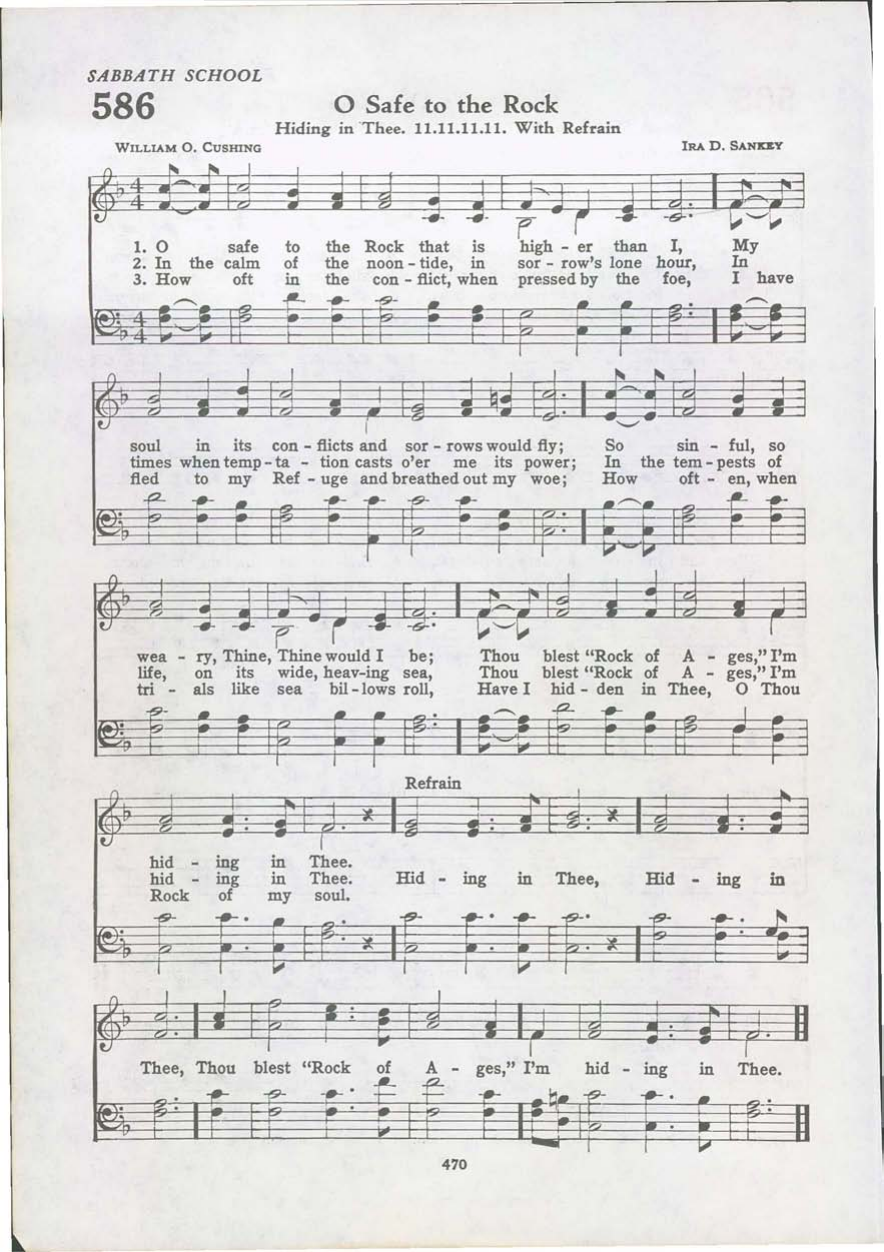 SABBATH SCHOOL
586
O Safe to the Rock
Hiding in Thee. 11.11.11.11. With Refrain
WILLIAM O. CUSHING
IRA D. SANKEY
1. O safe to the Rock that is high - er than I, My
2. In the calm of the noon - tide, in sor - row's lone hour, In
3. How oft in the con - flict, when pressed by the foe, I have
soul in its con - flicts and sor - rows would fly; So sin - ful, so
times when temp - ta - tion casts o'er me its power; In the tem - pests of
fled to my Ref - uge and breathed out my woe; How oft - en, when
wea - ry, Thine, Thine would I be; Thou blest "Rock of A - ges," I'm
life, on its wide, heav-ing sea, Thou blest "Rock of A - ges," I'm
tri - als like sea bil - lows roll, Have I hid - den in Thee, O Thou
Refrain
hid - ing in Thee.
hid - ing in Thee. Hid - ing in Thee, Hid - ing in
Rock of my soul.
Thee, Thou blest "Rock of A - ges," I'm hid - ing in Thee.
470